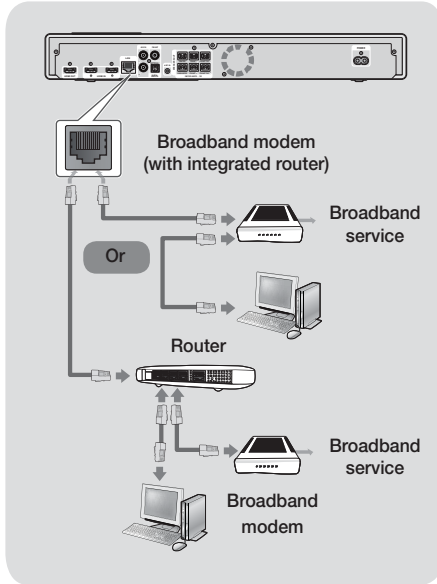 Broadband modem
(with integrated router)
Broadband
service
Or
Router
Broadband
service
Broadband
modem